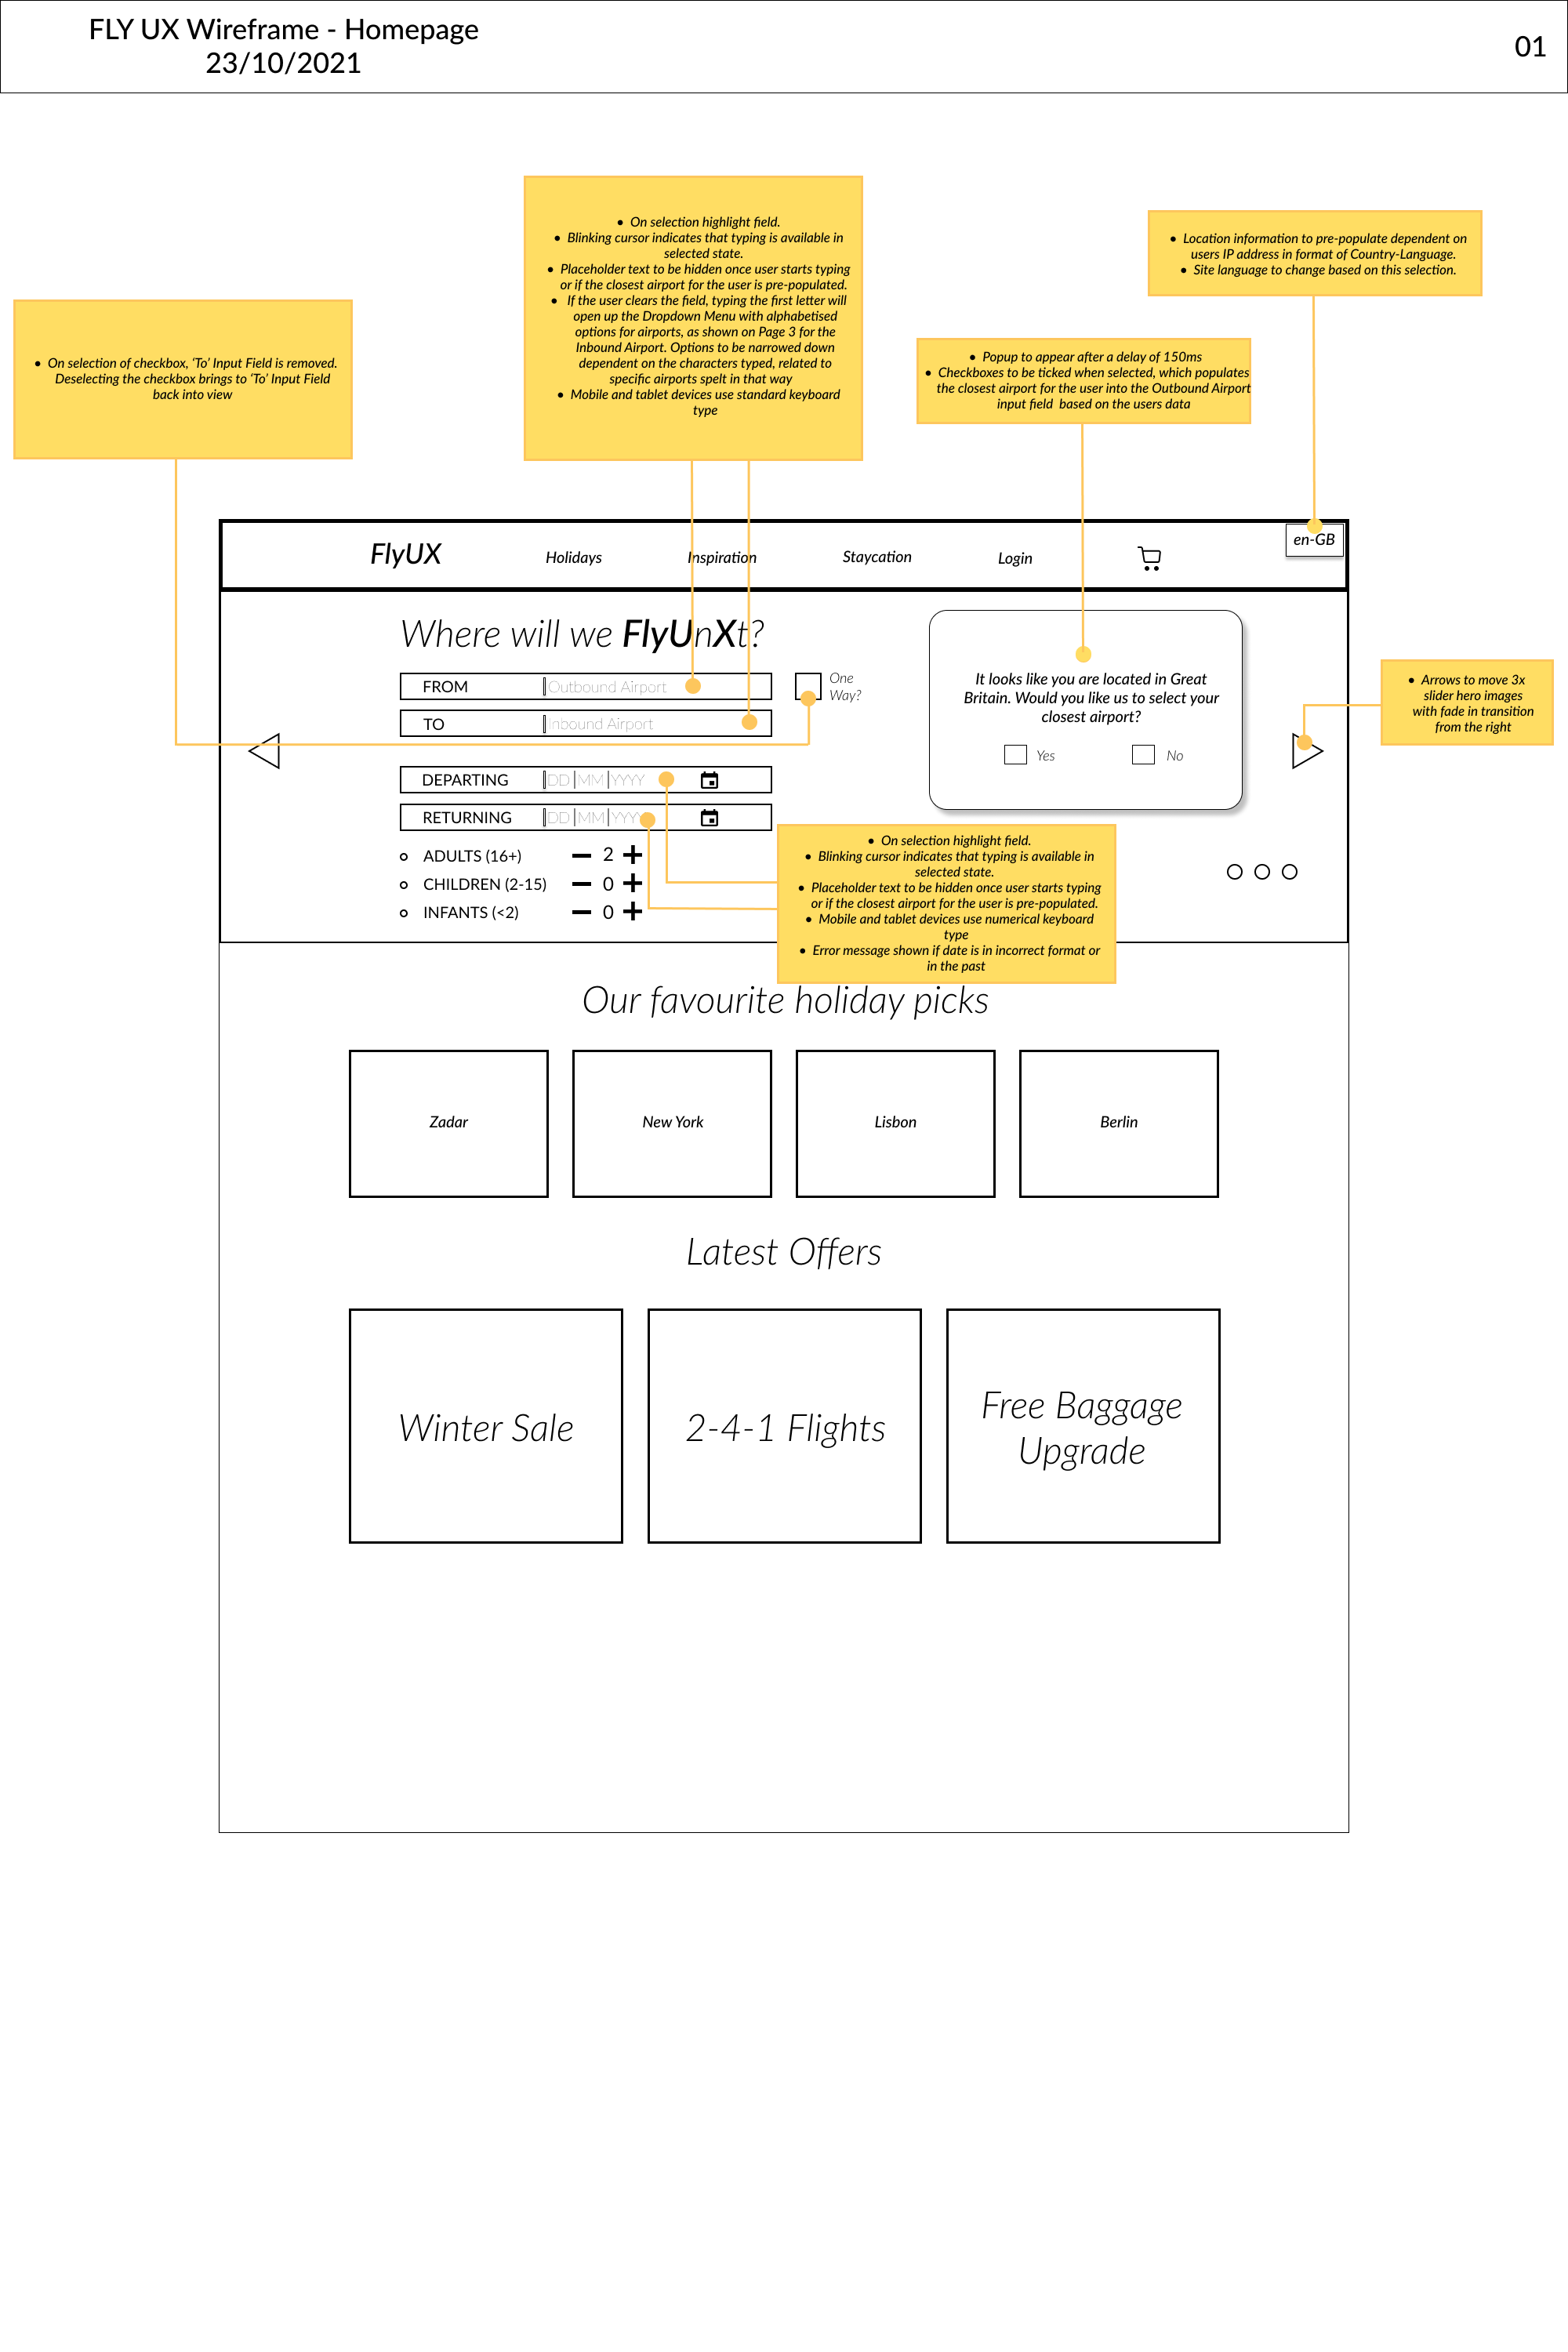 FLY UX Wireframe - Homepage
23/10/2021
01
• On selection highlight field.
• Blinking cursor indicates that typing is available in
selected state.
• Placeholder text to be hidden once user starts typing
or if the closest airport for the user is pre-populated.
• If the user clears the field, typing the first letter will
open up the Dropdown Menu with alphabetised
options for airports, as shown on Page 3 for the
Inbound Airport. Options to be narrowed down
dependent on the characters typed, related to
specific airports spelt in that way
• Mobile and tablet devices use standard keyboard
type
• Location information to pre-populate dependent on
users IP address in format of Country-Language.
• Site language to change based on this selection.
• On selection of checkbox, ‘To’ Input Field is removed.
Deselecting the checkbox brings to ‘To’ Input Field
back into view
• Popup to appear after a delay of 150ms
• Checkboxes to be ticked when selected, which populates
the closest airport for the user into the Outbound Airport
input field based on the users data
FlyUX
Holidays
Inspiration
Staycation
Login
en-GB
Where will we FlyUnXt?
FROM
Outbound Airport
One
Way?
TO
Inbound Airport
It looks like you are located in Great
Britain. Would you like us to select your
closest airport?
Yes
No
• Arrows to move 3x
slider hero images
with fade in transition
from the right
DEPARTING
DD MM YYYY
RETURNING
DD MM YYYY
ADULTS (16+)
2
CHILDREN (2-15)
0
INFANTS (<2)
0
• On selection highlight field.
• Blinking cursor indicates that typing is available in
selected state.
• Placeholder text to be hidden once user starts typing
or if the closest airport for the user is pre-populated.
• Mobile and tablet devices use numerical keyboard
type
• Error message shown if date is in incorrect format or
in the past
Our favourite holiday picks
Zadar
New York
Lisbon
Berlin
Latest Offers
Winter Sale
2-4-1 Flights
Free Baggage
Upgrade